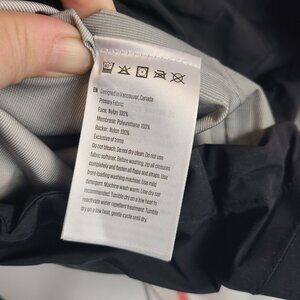 EN Designed in Vancouver, Canada
Primary Fabric
Face: Nylon 100%
Membrane: Polyurethane 100%
Backer: Nylon 100%
Exclusive of trims
Do not bleach. Do not dry clean. Do not use
fabric softener. Before washing, zip all closures
completely and fasten all flaps and straps. Use
front-loading washing machine. Use mild
detergent. Machine wash warm. Line dry
recommended. Tumble dry on a low heat to
reactivate water repellent treatment. Tumble
dry on a low heat, gentle cycle until dry.